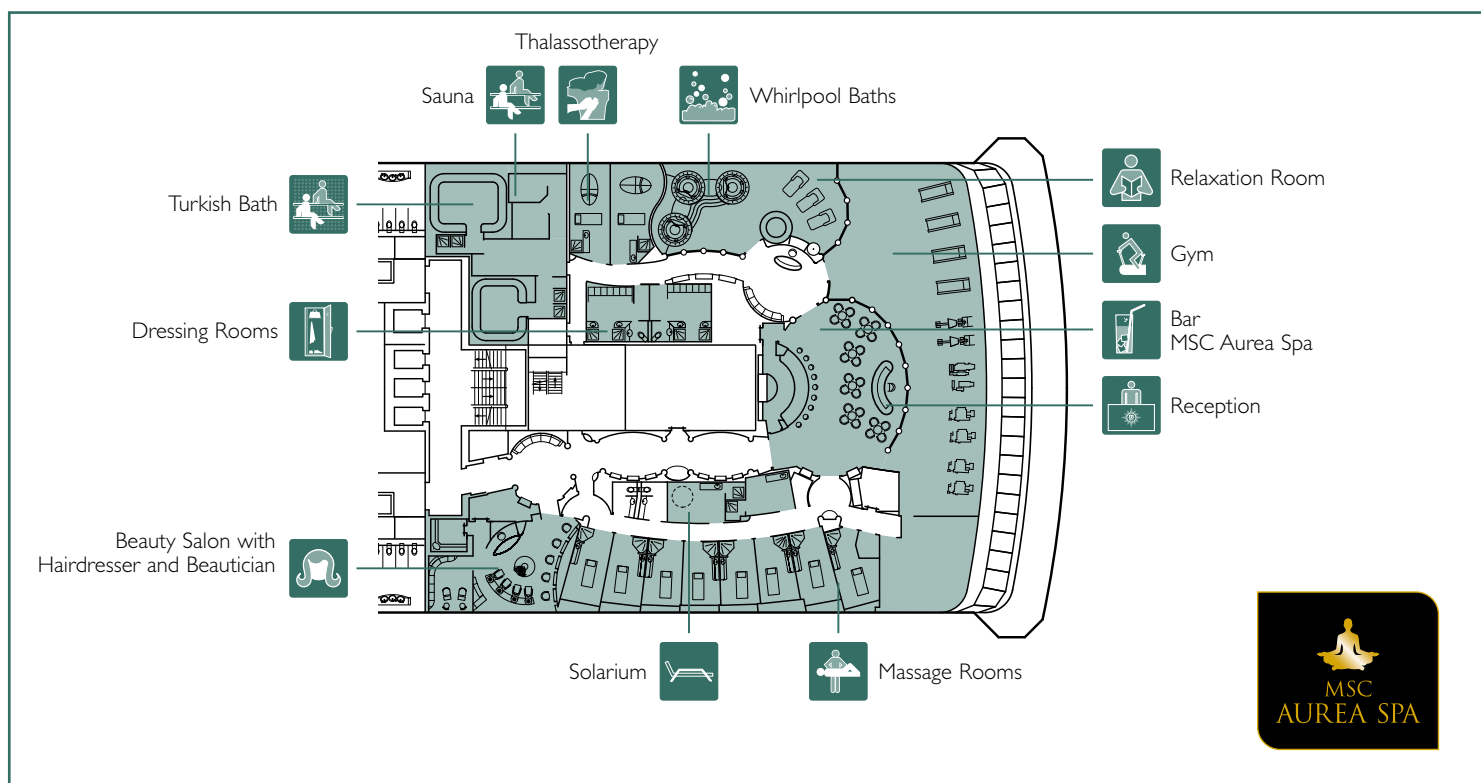 Thalassotherapy
Sauna
Whirlpool Baths
Turkish Bath
Relaxation Room
Gym
Dressing Rooms
Bar
MSC Aurea Spa
Reception
Beauty Salon with
Hairdresser and Beautician
Solarium
Massage Rooms
MSC
AUREA SPA